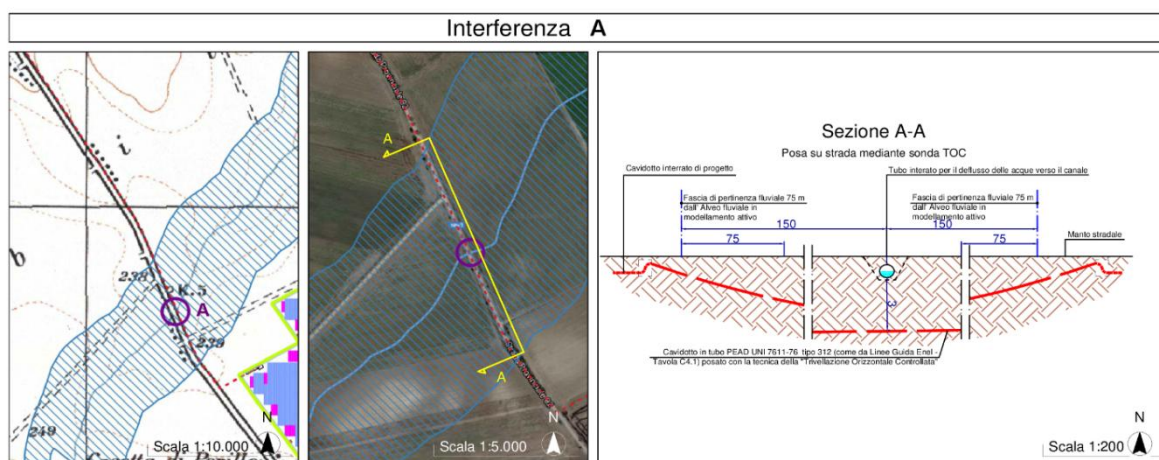 Interferenza A
i
b
238
K.5
A
239
249
Scala 1:10.000
N
A
A
Scala 1:5.000
N
Sezione A-A
Posa su strada mediante sonda TOC
Cavidotto interrato di progetto
Tubo interato per il deflusso delle acque verso il canale
Fascia di pertinenza fluviale 75 m
dall' Alveo fluviale in
modellamento attivo
Fascia di pertinenza fluviale 75 m
dall' Alveo fluviale in
modellamento attivo
150
150
75
75
Manto stradale
3
Cavidotto in tubo PEAD UNI 7611-76 tipo 312 (come da Linee Guida Enel -
Tavola C4.1) posato con la tecnica della "Trivellazione Orizzontale Controllata"
N
Scala 1:200